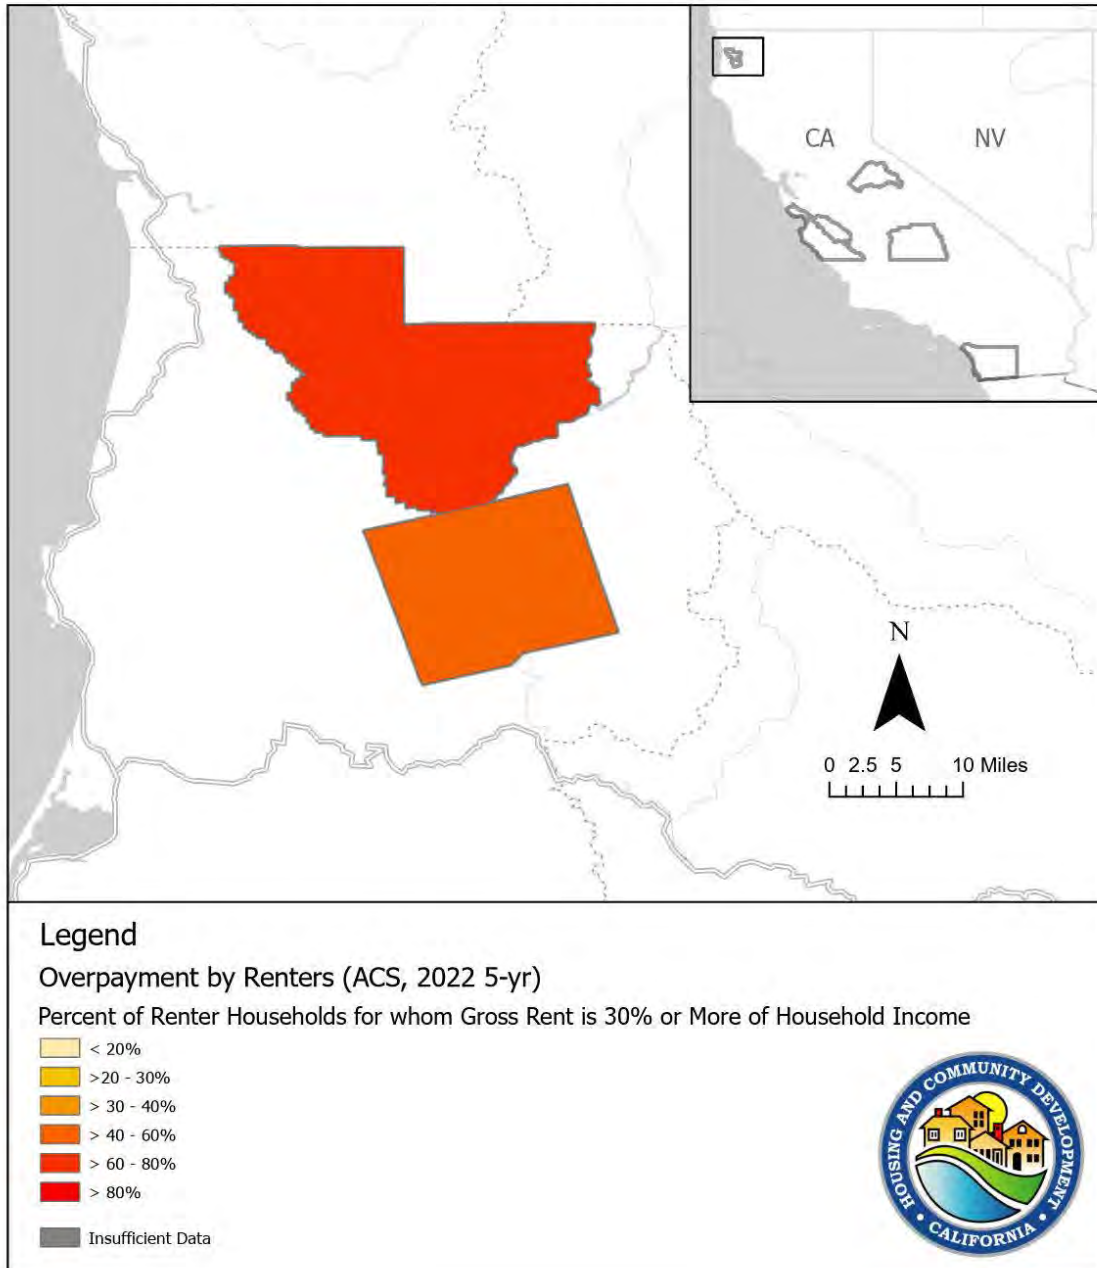 CA
NV
N
0 2.5 5 10 Miles
Legend
Overpayment by Renters (ACS, 2022 5-yr)
Percent of Renter Households for whom Gross Rent is 30% or More of Household Income
< 20%
>20 - 30%
> 30 - 40%
> 40 - 60%
> 60 - 80%
> 80%
Insufficient Data
HOUSING AND COMMUNITY DEVELOPMENT
• CALIFORNIA •